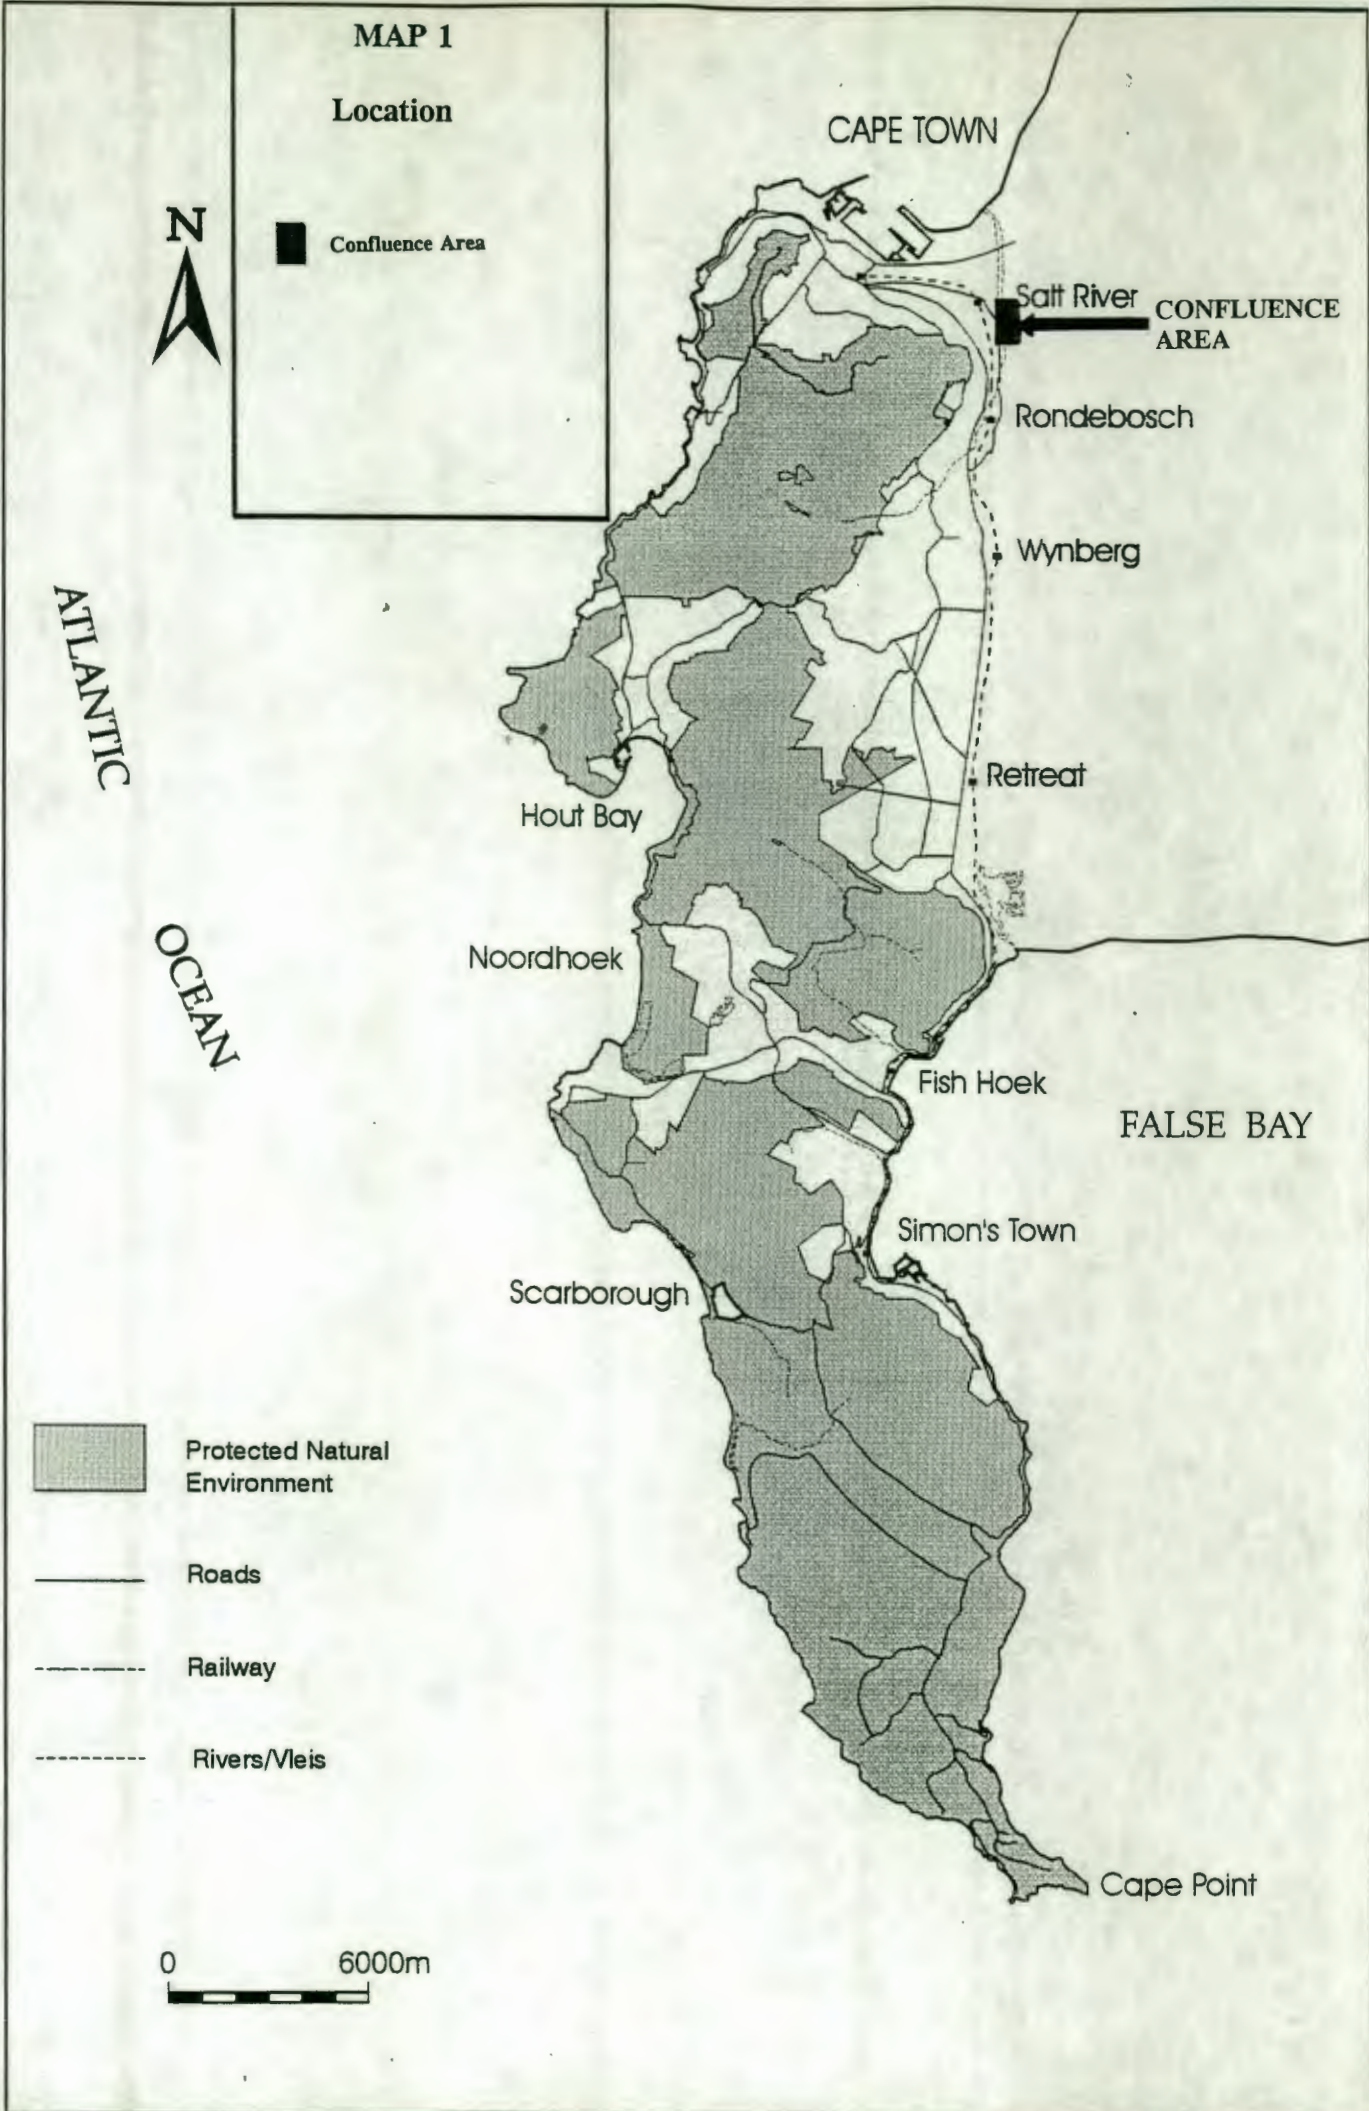 MAP 1
Location
Confluence Area
N
CAPE TOWN
Salt River
CONFLUENCE
AREA
Rondebosch
Wynberg
ATLANTIC
OCEAN
Retreat
Hout Bay
Noordhoek
Fish Hoek
FALSE BAY
Simon's Town
Scarborough
Protected Natural
Environment
Roads
Railway
Rivers/Vleis
Cape Point
0 6000m